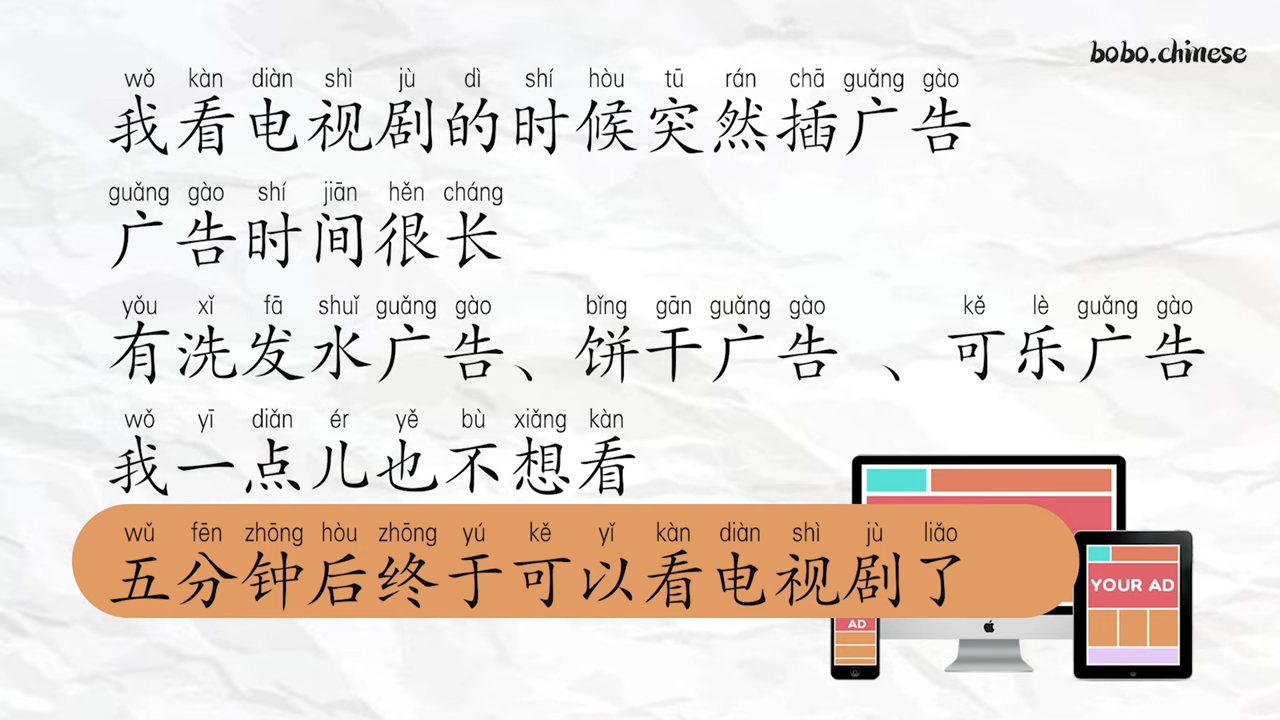 bobo.chinese
wǒ kàn diàn shì jù dì shí hòu tū rán chā guǎng gào
我看电视剧的时候突然插广告
guǎng gào shí jiān hěn cháng
广告时间很长
yǒu xǐ fā shuǐ guǎng gào bǐng gān guǎng gào kě lè guǎng gào
有洗发水广告、饼干广告、可乐广告
wǒ yī diǎn ér yě bù xiǎng kàn
我一点儿也不想看
wǔ fēn zhōng hòu zhōng yú kě yǐ kàn diàn shì jù liǎo
五分钟后终于可以看电视剧了
YOUR AD
AD